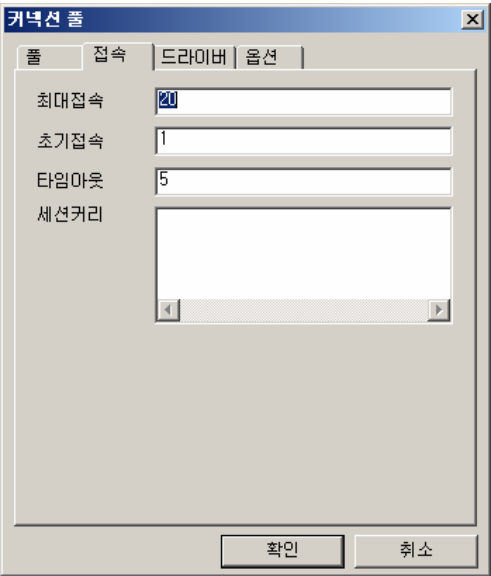 커넥션 풀
풀 접속 드라이버 옵션
최대접속 20
초기접속 1
타임아웃 5
세션커리
확인 취소